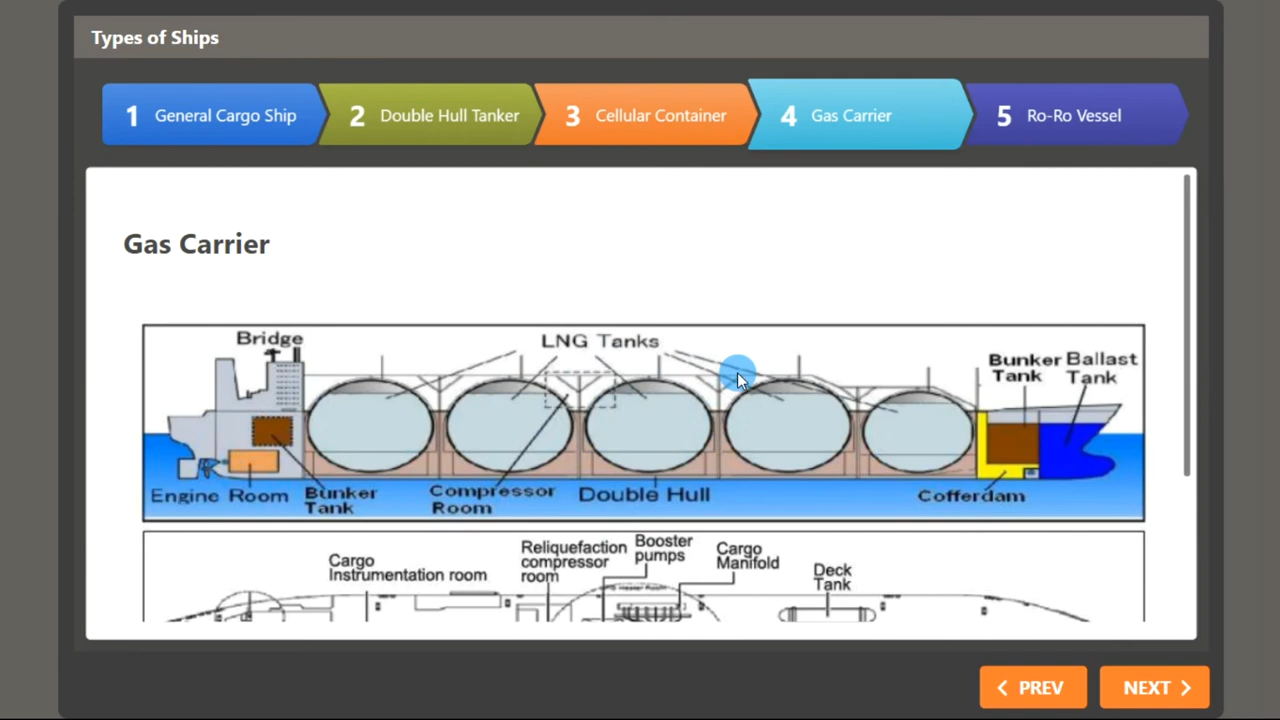 Types of Ships
1 General Cargo Ship
2 Double Hull Tanker
3 Cellular Container
4 Gas Carrier
5 Ro-Ro Vessel
Gas Carrier
Bridge
LNG Tanks
Bunker
Tank
Ballast
Tank
Engine Room
Bunker
Tank
Compressor
Room
Double Hull
Cofferdam
Cargo
Instrumentation room
Reliquefaction
compressor
room
Booster
pumps
Cargo
Manifold
Deck
Tank
PREV
NEXT